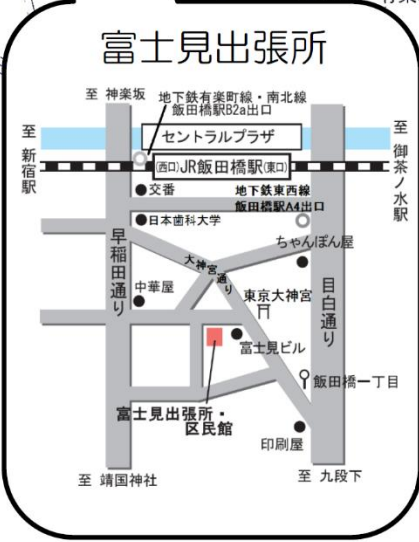 富士見出張所
至 神楽坂
地下鉄有楽町線・南北線
飯田橋駅B2a出口
至 新宿駅
セントラルプラザ
至 御茶ノ水駅
(西口)JR飯田橋駅(東口)
交番
地下鉄東西線
飯田橋駅A4出口
日本歯科大学
早稲田通り
大神宮通り
ちゃんぽん屋
目白通り
中華屋
東京大神宮
富士見ビル
飯田橋一丁目
富士見出張所・
区民館
印刷屋
至 靖国神社
至 九段下